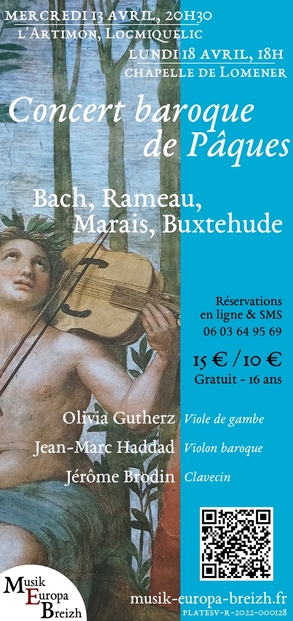 MERCREDI 13 AVRIL, 20H30
L'ARTIMON, LOCMIQUELIC
LUNDI 18 AVRIL, 18H
CHAPELLE DE LOMENER
Concert baroque
de Pâques
Bach, Rameau,
Marais, Buxtehude
Réservations
en ligne & SMS
06 03 64 95 69
15 € / 10 €
Gratuit - 16 ans
Olivia Gutherz Viole de gambe
Jean-Marc Haddad Violon baroque
Jérôme Brodin Clavecin
Musik
Europa
Breizh
musik-europa-breizh.fr
PLATESV-R-2022-000128